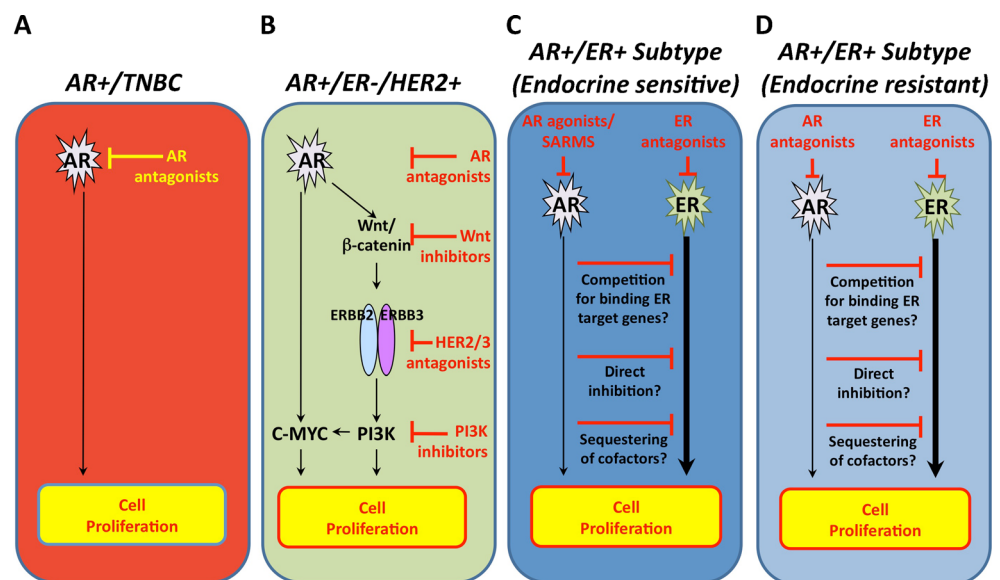 A
AR+/TNBC
AR
AR
antagonists
Cell
Proliferation
B
AR+/ER-/HER2+
AR
AR
antagonists
Wnt/
β-catenin
Wnt
inhibitors
ERBB2 ERBB3
HER2/3
antagonists
C-MYC
PI3K
PI3K
inhibitors
Cell
Proliferation
C
AR+/ER+ Subtype
(Endocrine sensitive)
AR agonists/
SARMS
ER
antagonists
AR
ER
Competition
for binding ER
target genes?
Direct
inhibition?
Sequestering
of cofactors?
Cell
Proliferation
D
AR+/ER+ Subtype
(Endocrine resistant)
AR
antagonists
ER
antagonists
AR
ER
Competition
for binding ER
target genes?
Direct
inhibition?
Sequestering
of cofactors?
Cell
Proliferation